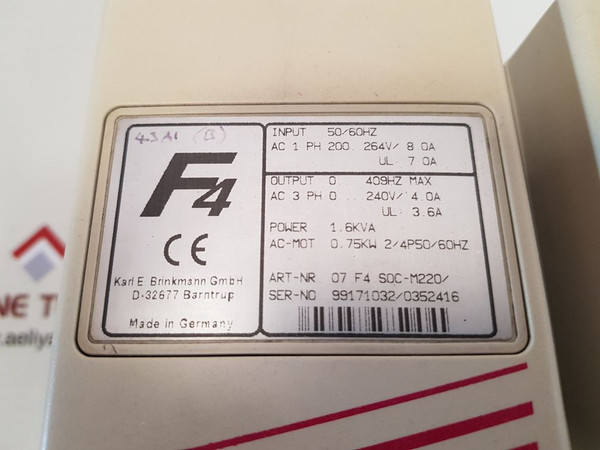 4.3A1 (B)
F4
CE
Karl E. Brinkmann GmbH
D-32677 Barntrup
Made in Germany
INPUT 50/60HZ
AC 1 PH 200.. 264V/ 8.0A
UL: 7.0A
OUTPUT 0.. 409HZ MAX
AC 3 PH 0... 240V/ 4.0A
UL: 3.6A
POWER 1.6KVA
AC-MOT 0.75KW 2/4P50/60HZ
ART-NR 07 F4 S0C-M220/
SER-NO 99171032/0352416
NE T
www.aeliya